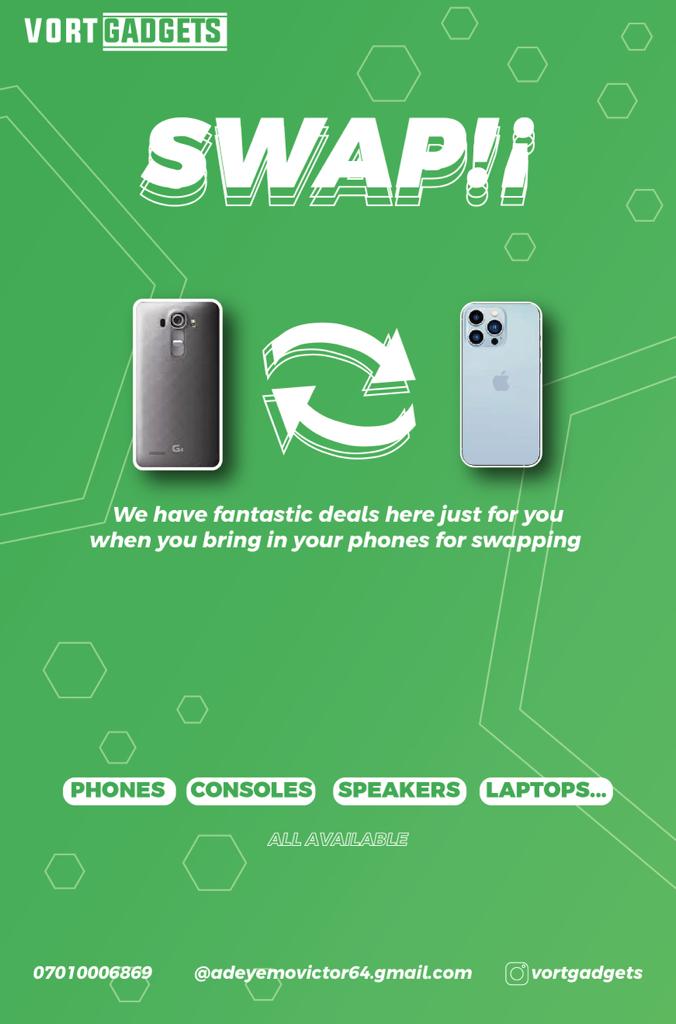 VORT GADGETS
SWAP!¡
G4
We have fantastic deals here just for you
when you bring in your phones for swapping
PHONES CONSOLES SPEAKERS LAPTOPS...
ALL AVAILABLE
07010006869 @adeyemovictor64.gmail.com vortgadgets